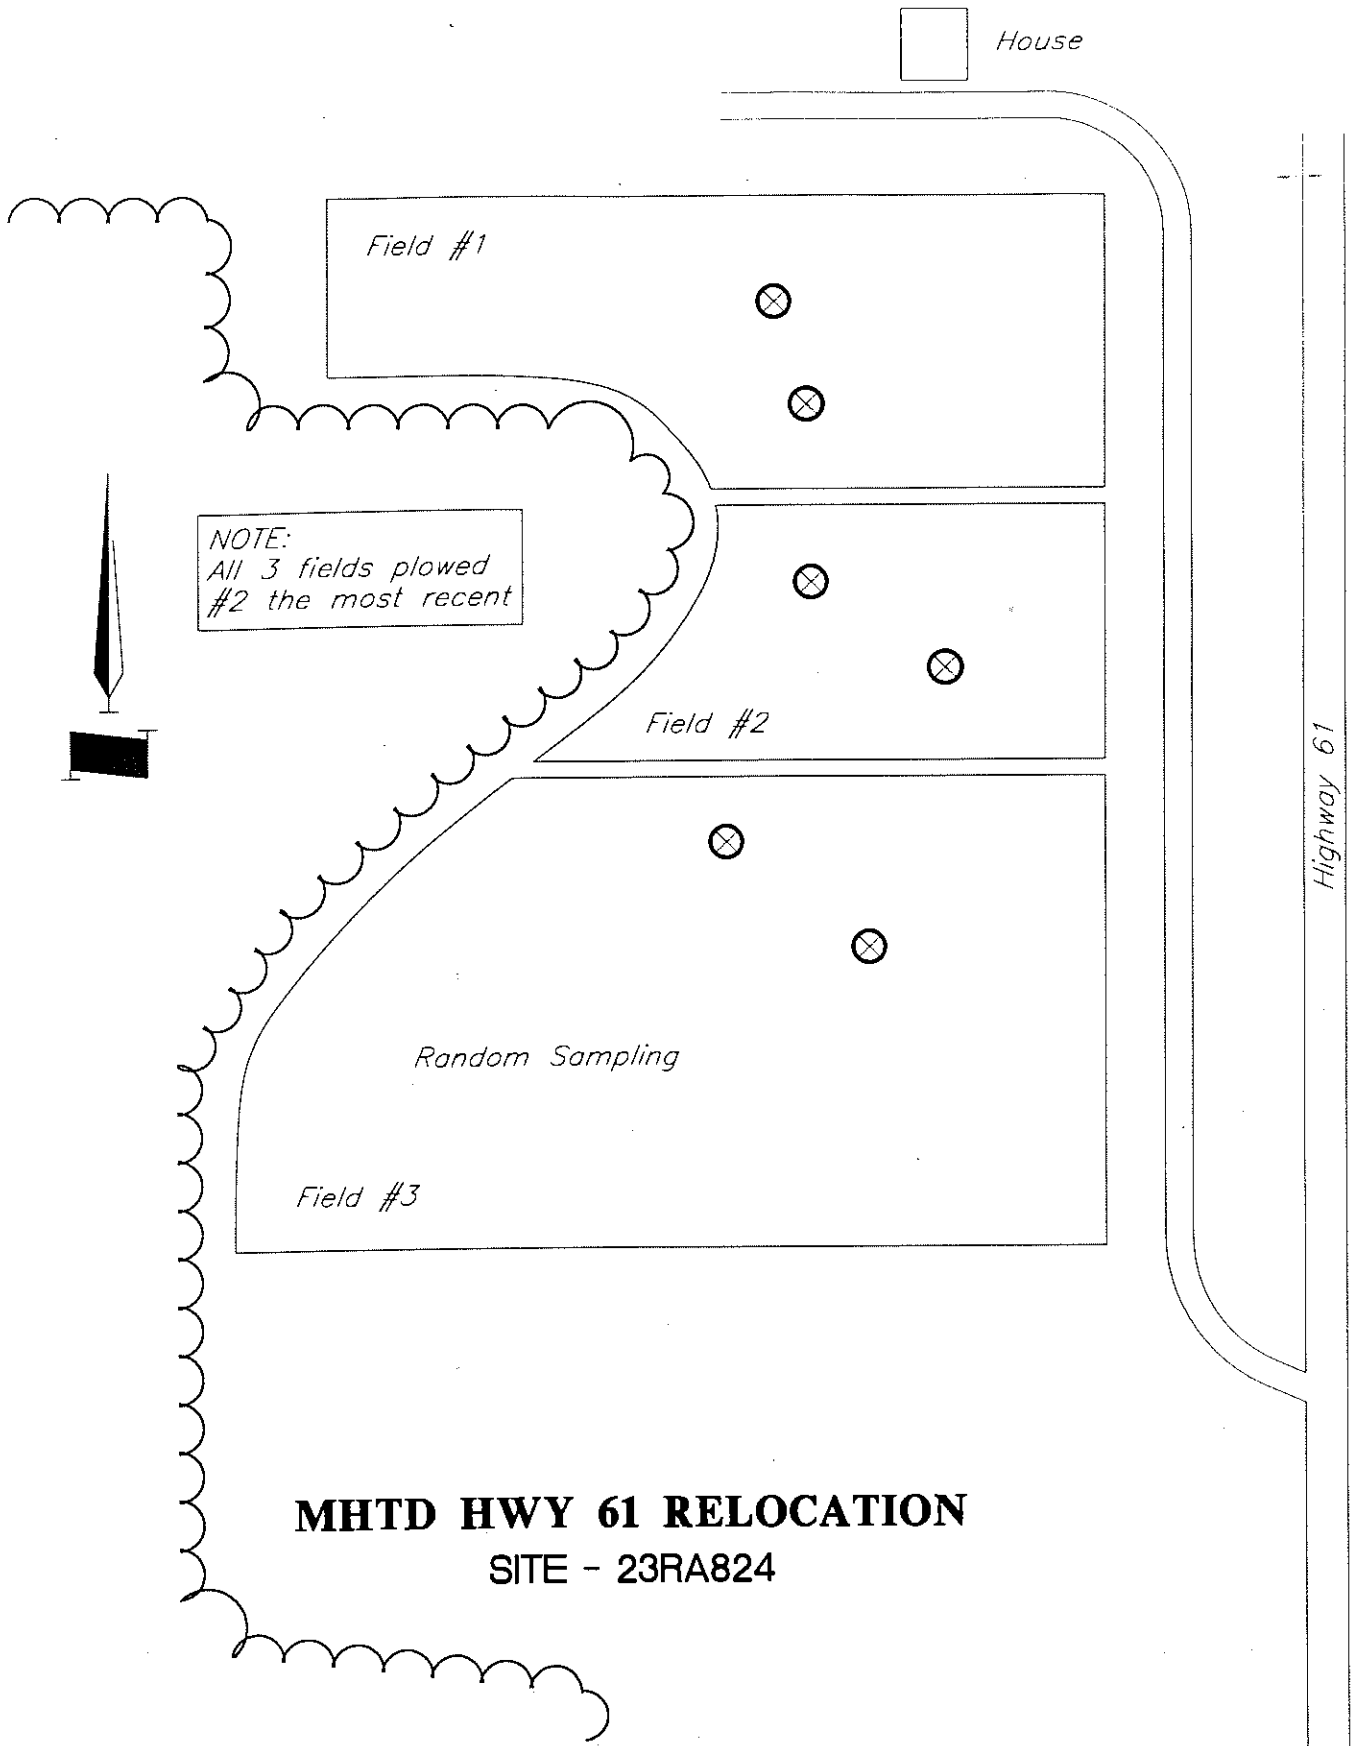 House
Field #1
NOTE:
All 3 fields plowed
#2 the most recent
Field #2
Highway 61
Random Sampling
Field #3
MHTD HWY 61 RELOCATION
SITE - 23RA824